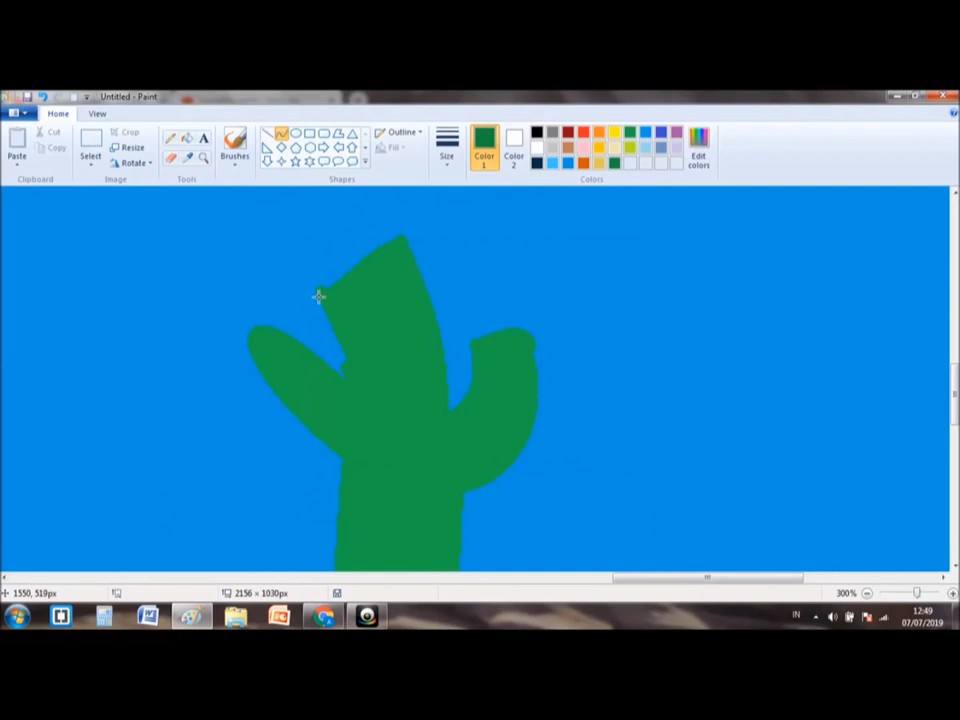 Untitled - Paint
Home View
Paste
Cut
Copy
Clipboard
Select
Crop
Resize
Rotate
Image
A
Tools
Brushes
Shapes
Outline
Fill
Size
Color 1
Color 2
Colors
Edit colors
1550, 519px
2156 × 1030px
300%
IN
12:49
07/07/2019